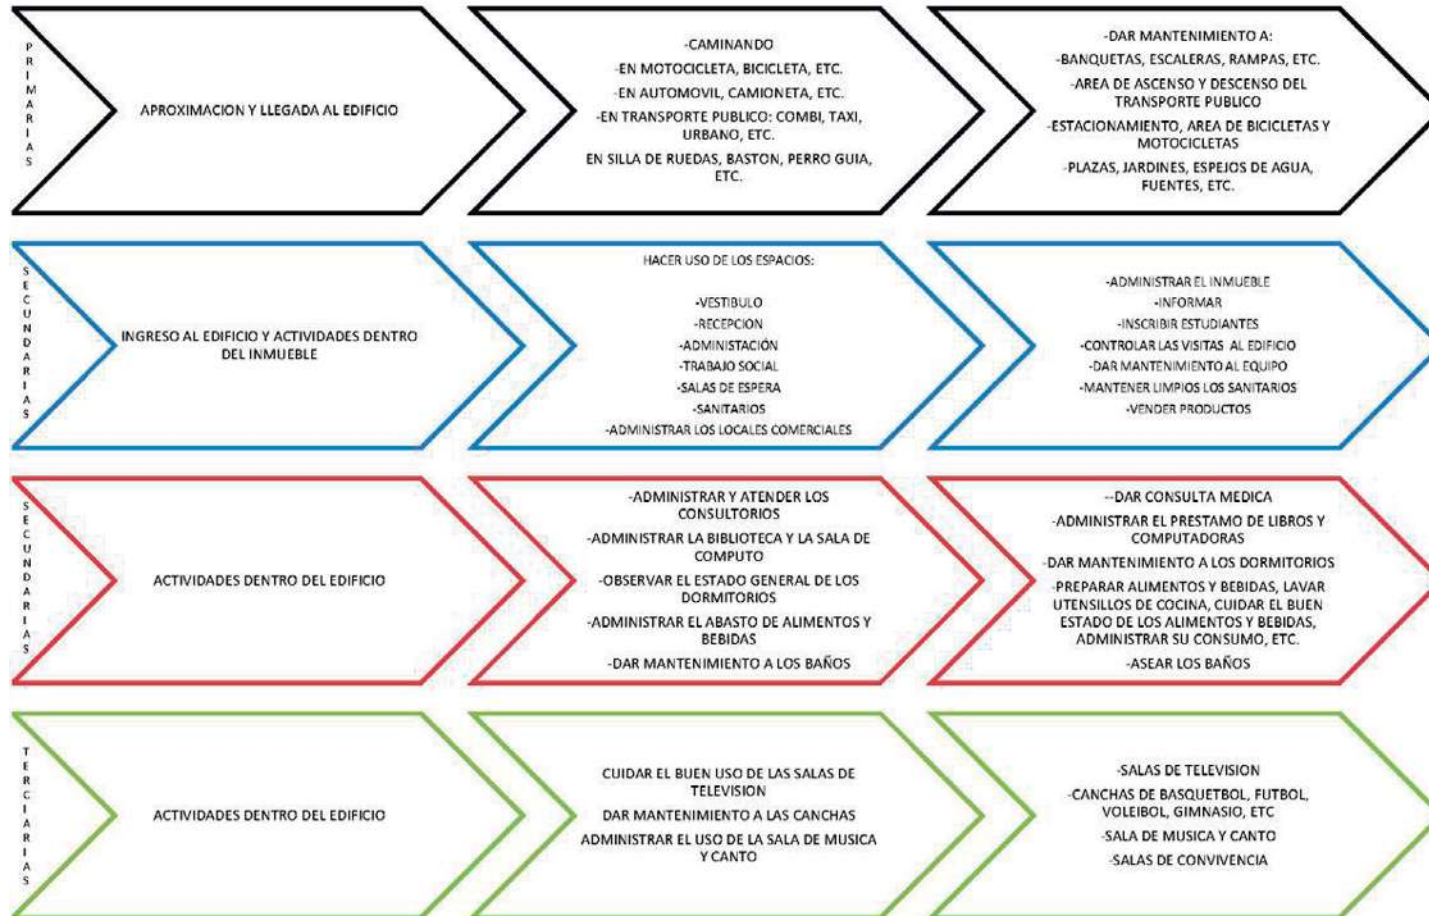 PRIMARIAS
APROXIMACION Y LLEGADA AL EDIFICIO
-CAMINANDO
-EN MOTOCICLETA, BICICLETA, ETC.
-EN AUTOMOVIL, CAMIONETA, ETC.
-EN TRANSPORTE PUBLICO: COMBI, TAXI,
URBANO, ETC.
EN SILLA DE RUEDAS, BASTON, PERRO GUIA,
ETC.
-DAR MANTENIMIENTO A:
-BANQUETAS, ESCALERAS, RAMPAS, ETC.
-AREA DE ASCENSO Y DESCENSO DEL
TRANSPORTE PUBLICO
-ESTACIONAMIENTO, AREA DE BICICLETAS Y
MOTOCICLETAS
-PLAZAS, JARDINES, ESPEJOS DE AGUA,
FUENTES, ETC.
SECUNDARIAS
INGRESO AL EDIFICIO Y ACTIVIDADES DENTRO
DEL INMUEBLE
HACER USO DE LOS ESPACIOS:
-VESTIBULO
-RECEPCION
-ADMINISTACIÓN
-TRABAJO SOCIAL
-SALAS DE ESPERA
-SANITARIOS
-ADMINISTRAR LOS LOCALES COMERCIALES
-ADMINISTRAR EL INMUEBLE
-INFORMAR
-INSCRIBIR ESTUDIANTES
-CONTROLAR LAS VISITAS AL EDIFICIO
-DAR MANTENIMIENTO AL EQUIPO
-MANTENER LIMPIOS LOS SANITARIOS
-VENDER PRODUCTOS
SECUNDARIAS
ACTIVIDADES DENTRO DEL EDIFICIO
-ADMINISTRAR Y ATENDER LOS
CONSULTORIOS
-ADMINISTRAR LA BIBLIOTECA Y LA SALA DE
COMPUTO
-OBSERVAR EL ESTADO GENERAL DE LOS
DORMITORIOS
-ADMINISTRAR EL ABASTO DE ALIMENTOS Y
BEBIDAS
-DAR MANTENIMIENTO A LOS BAÑOS
--DAR CONSULTA MEDICA
-ADMINISTRAR EL PRESTAMO DE LIBROS Y
COMPUTADORAS
-DAR MANTENIMIENTO A LOS DORMITORIOS
-PREPARAR ALIMENTOS Y BEBIDAS, LAVAR
UTENSILLOS DE COCINA, CUIDAR EL BUEN
ESTADO DE LOS ALIMENTOS Y BEBIDAS,
ADMINISTRAR SU CONSUMO, ETC.
-ASEAR LOS BAÑOS
TERCIARIAS
ACTIVIDADES DENTRO DEL EDIFICIO
CUIDAR EL BUEN USO DE LAS SALAS DE
TELEVISION
DAR MANTENIMIENTO A LAS CANCHAS
ADMINISTRAR EL USO DE LA SALA DE MUSICA
Y CANTO
-SALAS DE TELEVISION
-CANCHAS DE BASQUETBOL, FUTBOL,
VOLEIBOL, GIMNASIO, ETC
-SALA DE MUSICA Y CANTO
-SALAS DE CONVIVENCIA